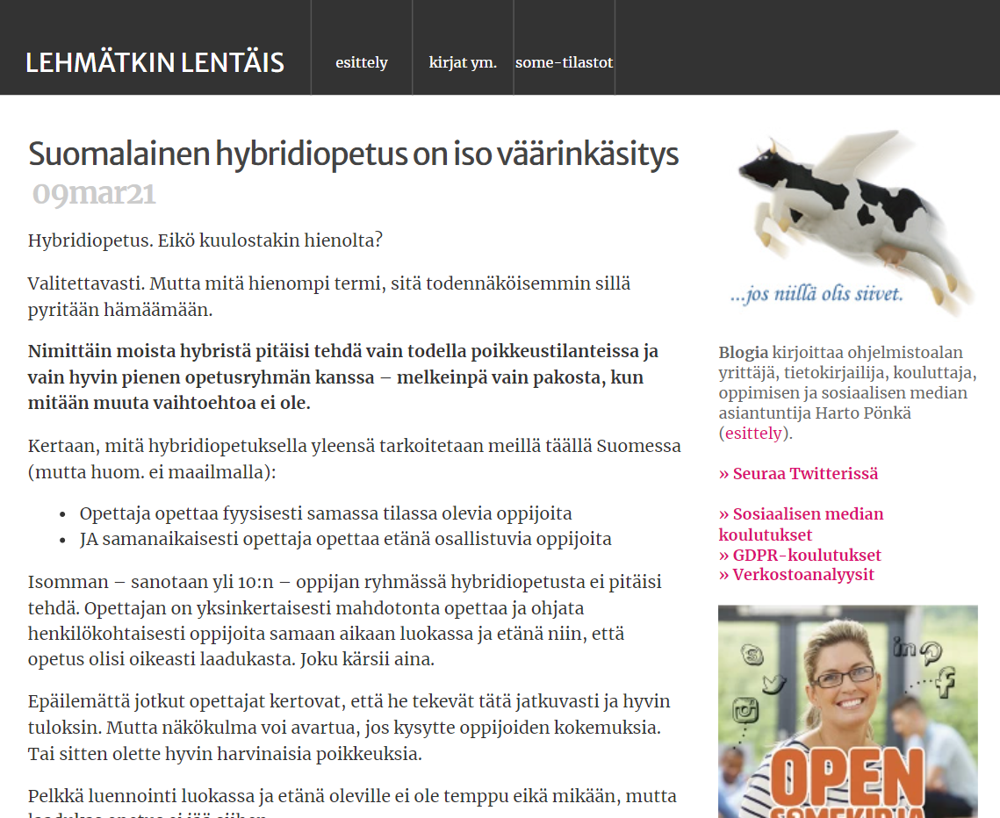 LEHMÄTKIN LENTÄIS
esittely
kirjat ym.
some-tilastot
Suomalainen hybridiopetus on iso väärinkäsitys
09mar21
Hybridiopetus. Eikö kuulostakin hienolta?
Valitettavasti. Mutta mitä hienompi termi, sitä todennäköisemmin sillä
pyritään hämäämään.
Nimittäin moista hybristä pitäisi tehdä vain todella poikkeustilanteissa ja
vain hyvin pienen opetusryhmän kanssa – melkeinpä vain pakosta, kun
mitään muuta vaihtoehtoa ei ole.
Kertaan, mitä hybridiopetuksella yleensä tarkoitetaan meillä täällä Suomessa
(mutta huom. ei maailmalla):
• Opettaja opettaa fyysisesti samassa tilassa olevia oppijoita
• JA samanaikaisesti opettaja opettaa etänä osallistuvia oppijoita
Isomman – sanotaan yli 10:n – oppijan ryhmässä hybridiopetusta ei pitäisi
tehdä. Opettajan on yksinkertaisesti mahdotonta opettaa ja ohjata
henkilökohtaisesti oppijoita samaan aikaan luokassa ja etänä niin, että
opetus olisi oikeasti laadukasta. Joku kärsii aina.
Epäilemättä jotkut opettajat kertovat, että he tekevät tätä jatkuvasti ja hyvin
tuloksin. Mutta näkökulma voi avartua, jos kysytte oppijoiden kokemuksia.
Tai sitten olette hyvin harvinaisia poikkeuksia.
Pelkkä luennointi luokassa ja etänä oleville ei ole temppu eikä mikään, mutta
...jos niillä olis siivet.
Blogia kirjoittaa ohjelmistoalan
yrittäjä, tietokirjailija, kouluttaja,
oppimisen ja sosiaalisen median
asiantuntija Harto Pönkä
(esittely).
» Seuraa Twitterissä
» Sosiaalisen median
koulutukset
» GDPR-koulutukset
» Verkostoanalyysit
in
OPEN
SOMEKIRJA